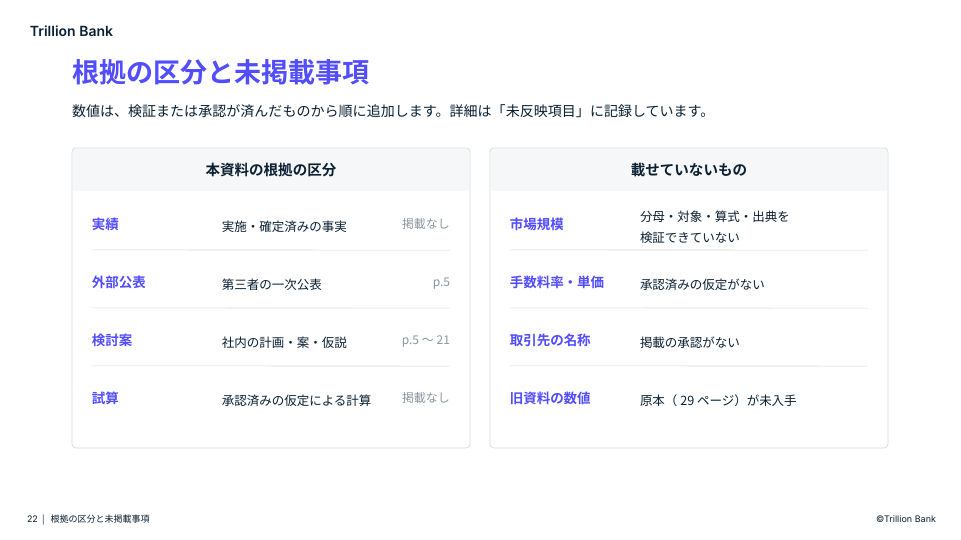 Trillion Bank
根拠の区分と未掲載事項
数値は、検証または承認が済んだものから順に追加します。詳細は「未反映項目」に記録しています。
本資料の根拠の区分
実績 実施・確定済みの事実 掲載なし
外部公表 第三者の一次公表 p.5
検討案 社内の計画・案・仮説 p.5 〜 21
試算 承認済みの仮定による計算 掲載なし
載せていないもの
市場規模 分母・対象・算式・出典を
検証できていない
手数料率・単価 承認済みの仮定がない
取引先の名称 掲載の承認がない
旧資料の数値 原本（ 29 ページ）が未入手
22 | 根拠の区分と未掲載事項
©Trillion Bank